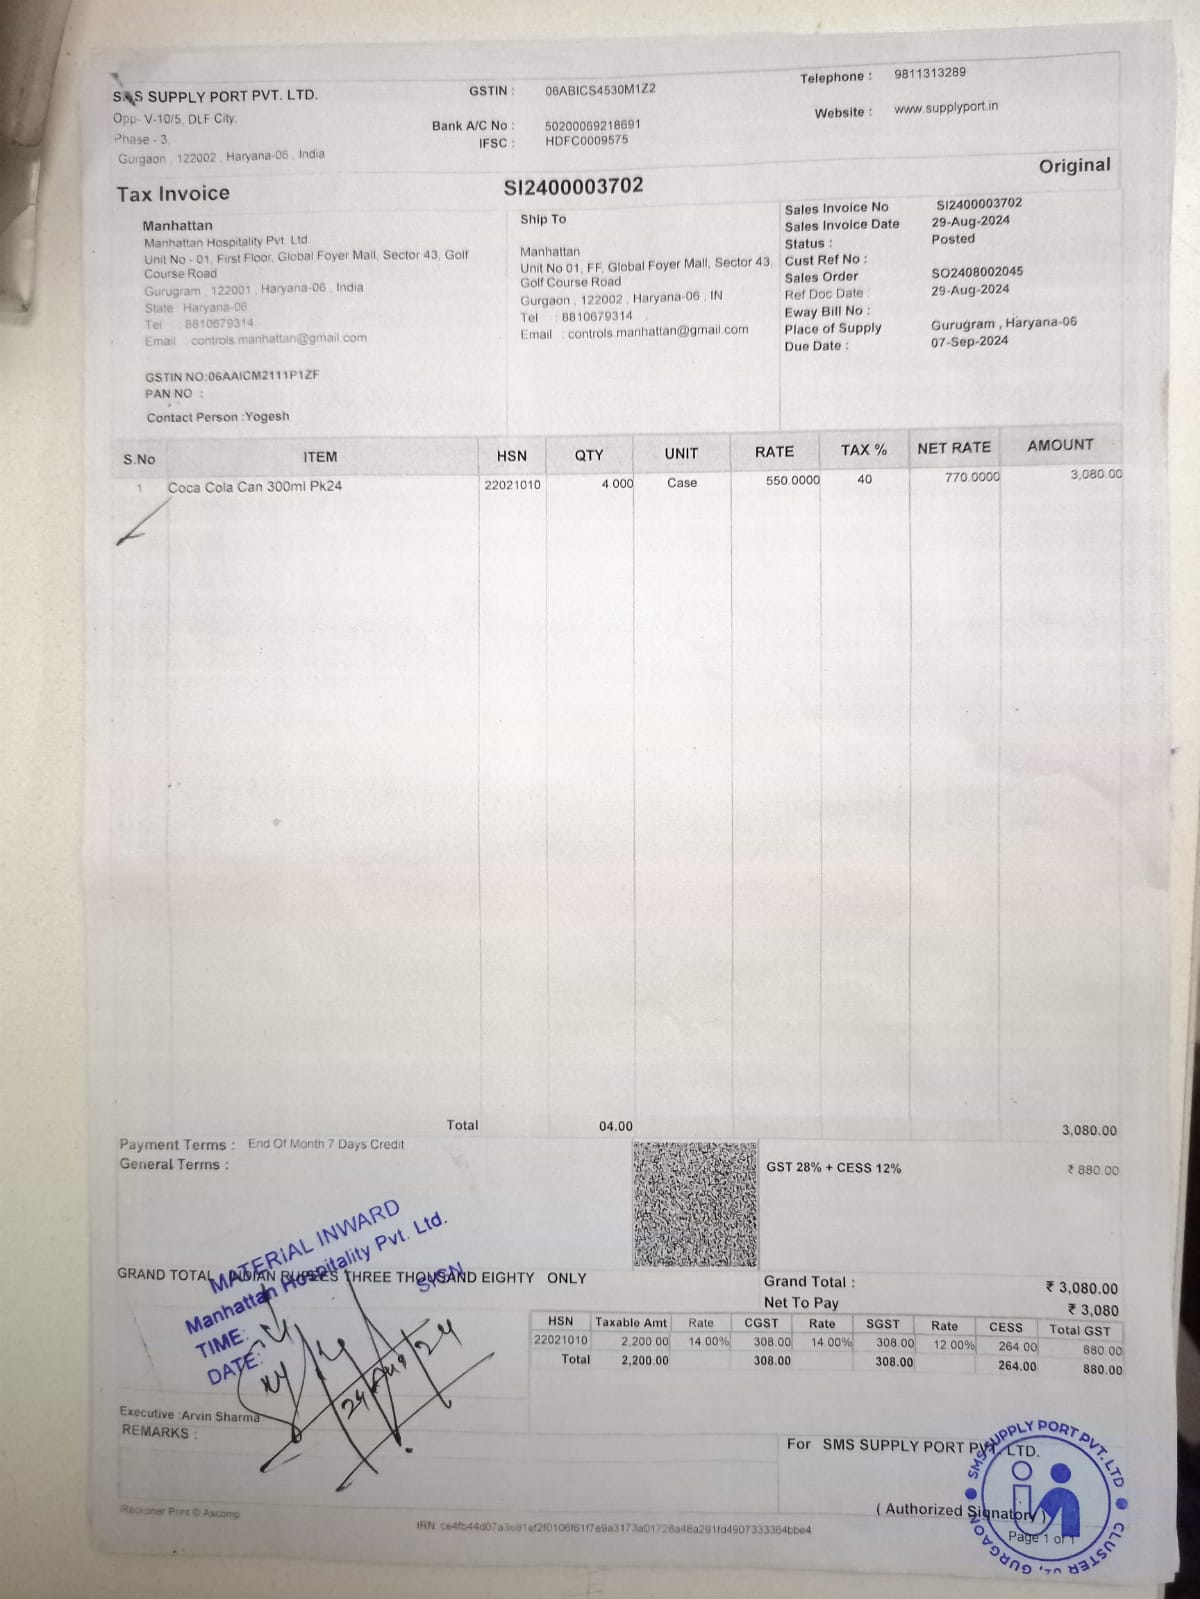 SMS SUPPLY PORT PVT. LTD.
Opp- V-10/5, DLF City,
Phase - 3,
Gurgaon , 122002 , Haryana-06 , India
GSTIN : 06ABICS4530M1Z2
Bank A/C No : 50200069218691
IFSC : HDFC0009575
Telephone : 9811313289
Website : www.supplyport.in
Original
Tax Invoice
SI2400003702
Manhattan
Manhattan Hospitality Pvt. Ltd.
Unit No - 01, First Floor, Global Foyer Mall, Sector 43, Golf
Course Road
Gurugram , 122001 , Haryana-06 , India
State : Haryana-06
Tel : 8810679314
Email : controls.manhattan@gmail.com
GSTIN NO:06AAICM2111P1ZF
PAN NO :
Contact Person :Yogesh
Ship To
Manhattan
Unit No 01, FF, Global Foyer Mall, Sector 43,
Golf Course Road
Gurgaon , 122002 , Haryana-06 , IN
Tel : 8810679314
Email : controls.manhattan@gmail.com
Sales Invoice No SI2400003702
Sales Invoice Date 29-Aug-2024
Status : Posted
Cust Ref No :
Sales Order SO2408002045
Ref Doc Date : 29-Aug-2024
Eway Bill No :
Place of Supply Gurugram , Haryana-06
Due Date : 07-Sep-2024
S.No ITEM HSN QTY UNIT RATE TAX % NET RATE AMOUNT
1 Coca Cola Can 300ml Pk24 22021010 4.000 Case 550.0000 40 770.0000 3,080.00
Total 04.00 3,080.00
Payment Terms : End Of Month 7 Days Credit
General Terms :
GST 28% + CESS 12% ₹ 880.00
MATERIAL INWARD
Manhattan Hospitality Pvt. Ltd.
TIME: SIGN
DATE:
GRAND TOTAL INDIAN RUPEES THREE THOUSAND EIGHTY ONLY
Grand Total : ₹ 3,080.00
Net To Pay ₹ 3,080
HSN Taxable Amt Rate CGST Rate SGST Rate CESS Total GST
22021010 2,200.00 14.00% 308.00 14.00% 308.00 12.00% 264.00 880.00
Total 2,200.00 308.00 308.00 264.00 880.00
Executive :Arvin Sharma
REMARKS :
For SMS SUPPLY PORT PVT. LTD.
( Authorized Signatory )
Page 1 of 1
SMS SUPPLY PORT PVT. LTD
GURGAON
iReckoner Print © Ascomp